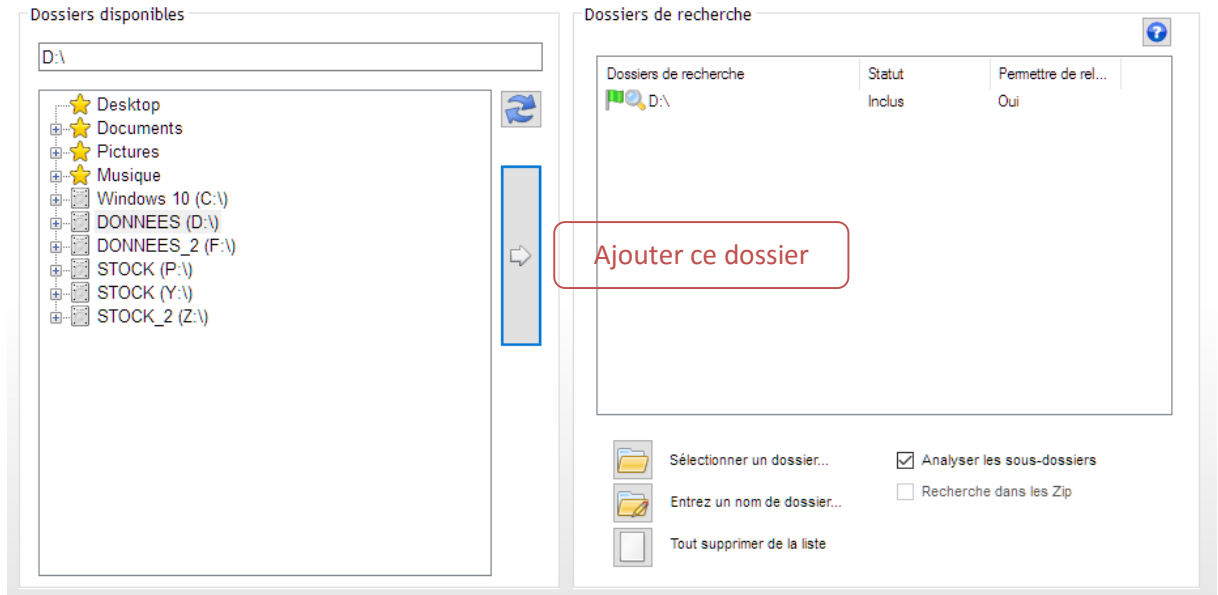 Dossiers disponibles
D:\
Desktop
Documents
Pictures
Musique
Windows 10 (C:\)
DONNEES (D:\)
DONNEES_2 (F:\)
STOCK (P:\)
STOCK (Y:\)
STOCK_2 (Z:\)
Ajouter ce dossier
Dossiers de recherche
Dossiers de recherche Statut Permettre de rel...
D:\ Inclus Oui
Sélectionner un dossier...
Entrez un nom de dossier...
Tout supprimer de la liste
Analyser les sous-dossiers
Recherche dans les Zip